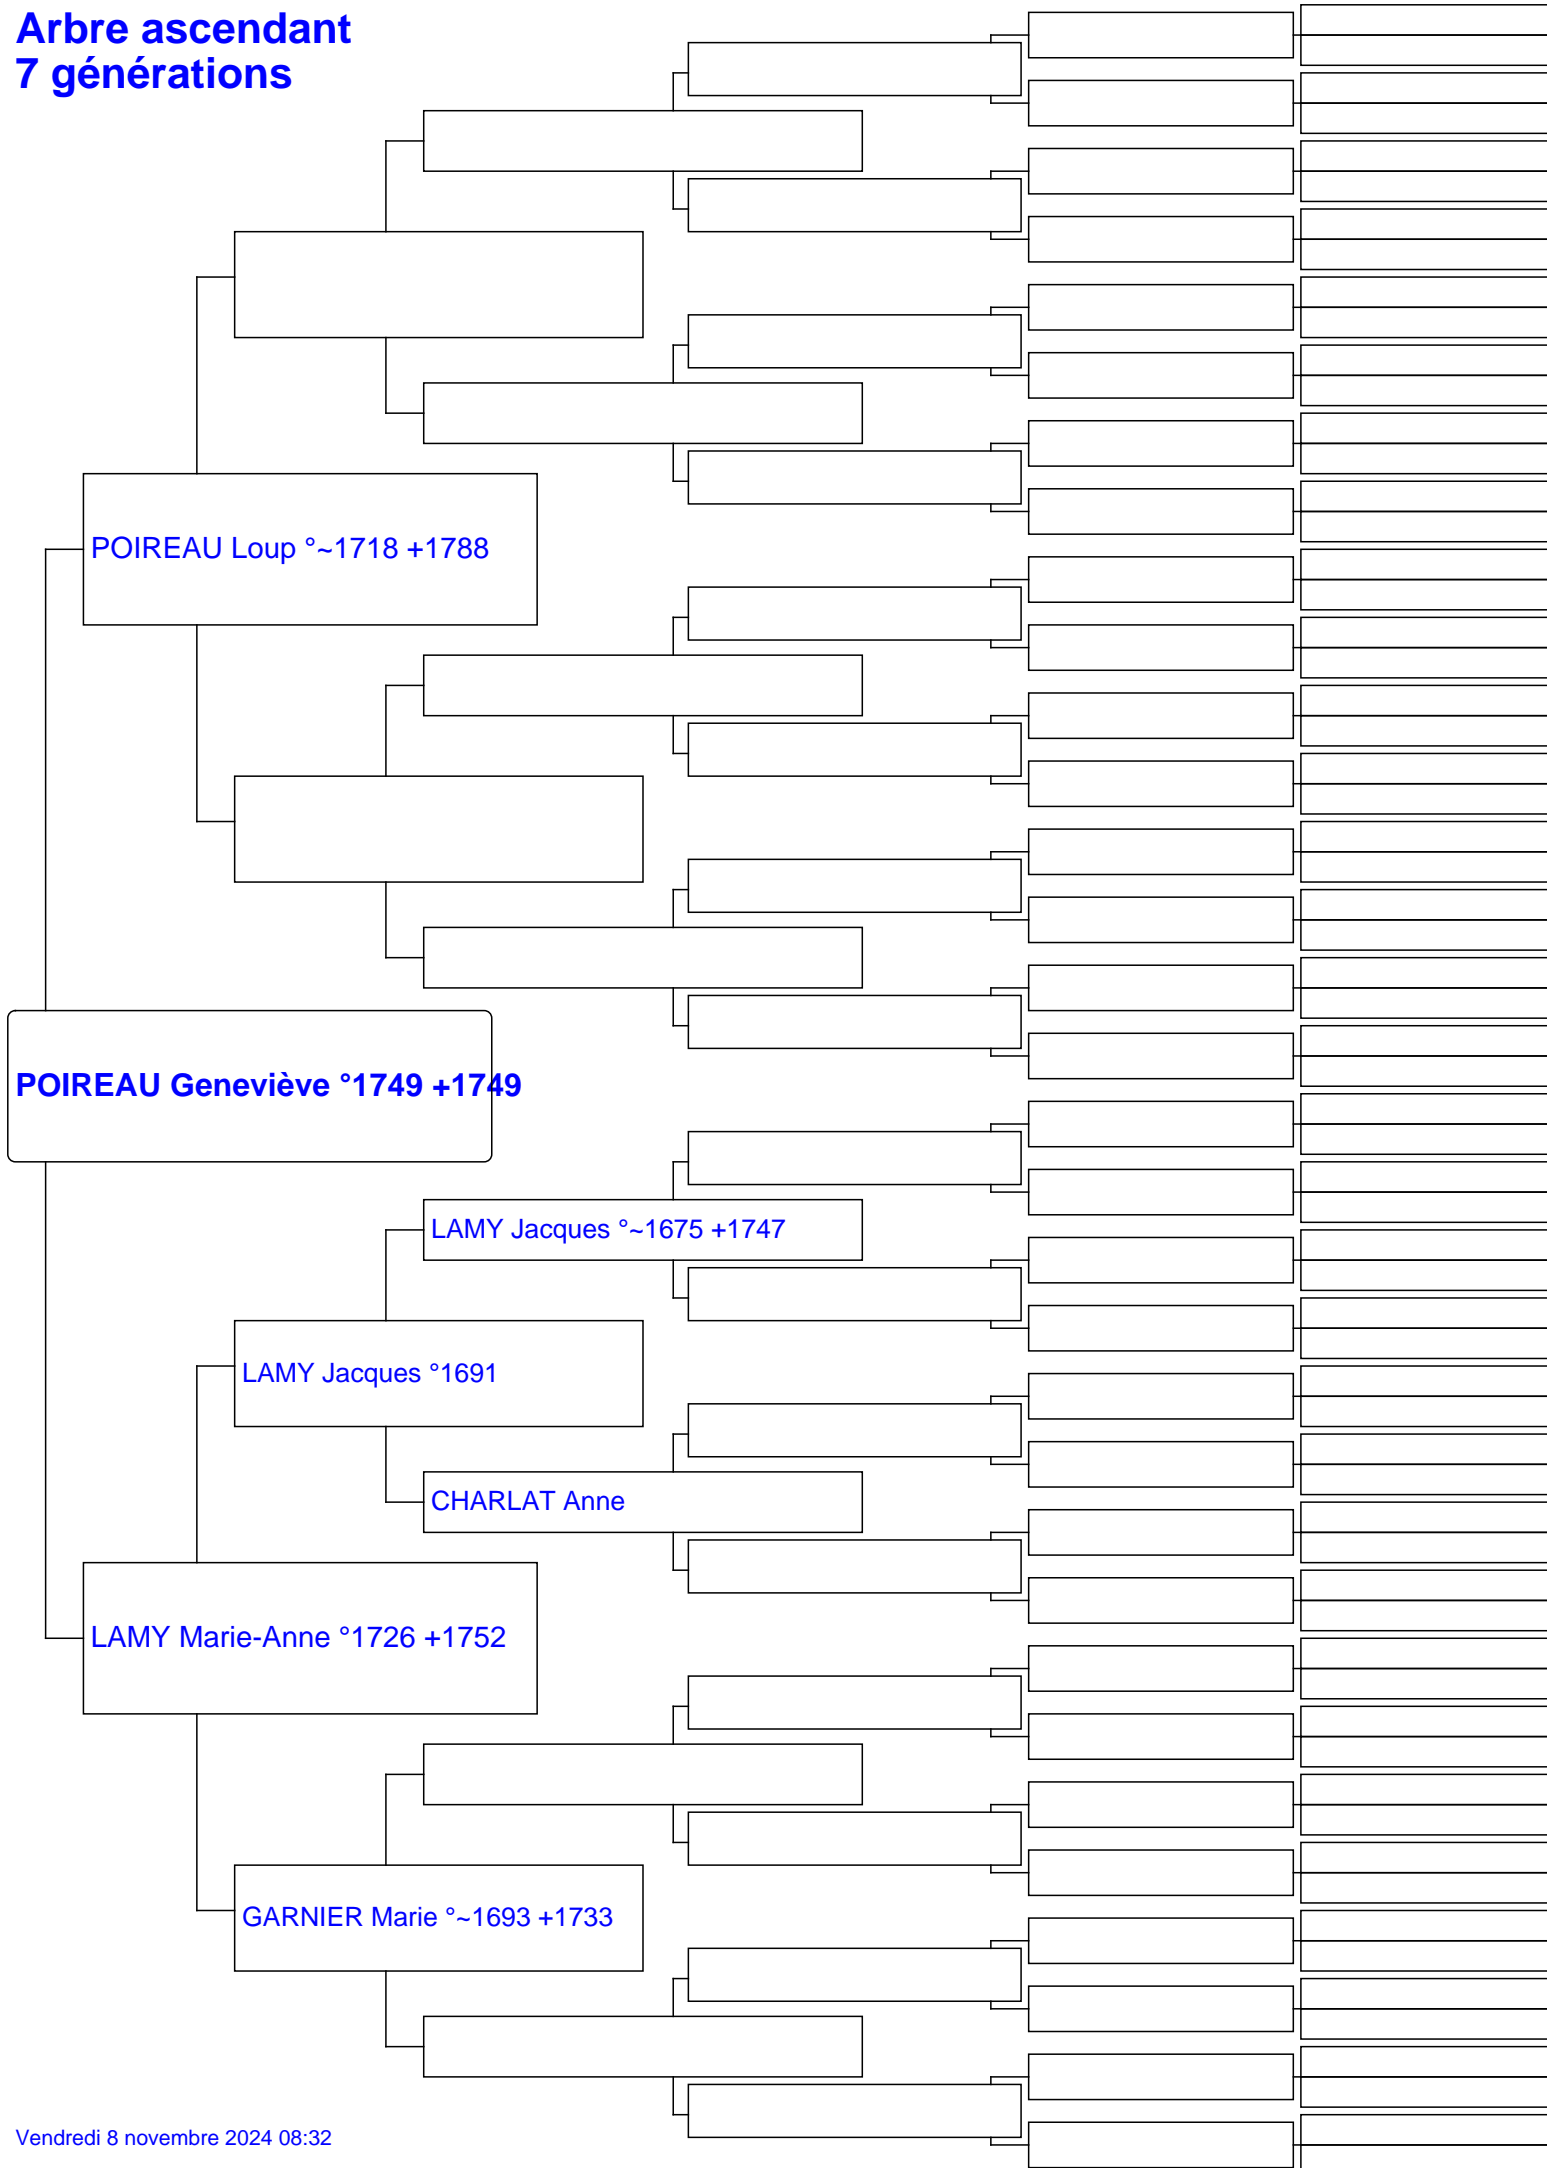 Arbre ascendant
7 générations
POIREAU Loup °~1718 +1788
POIREAU Geneviève °1749 +1749
LAMY Jacques °~1675 +1747
LAMY Jacques °1691
CHARLAT Anne
LAMY Marie-Anne °1726 +1752
GARNIER Marie °~1693 +1733
Vendredi 8 novembre 2024 08:32